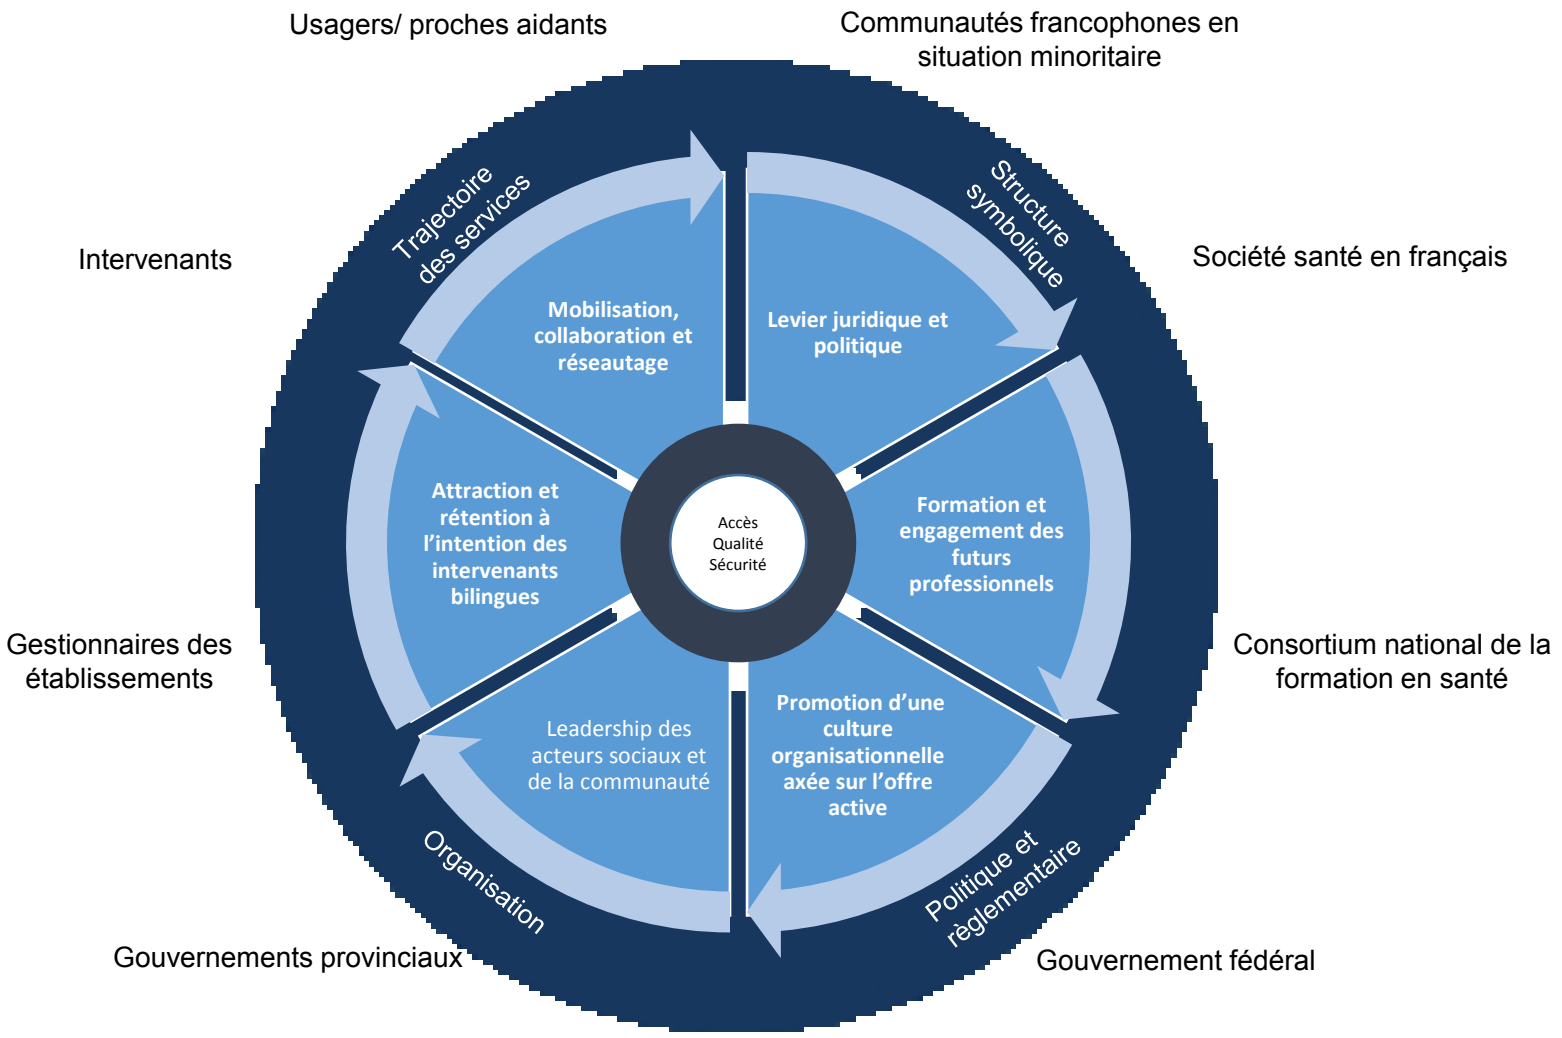 Usagers/ proches aidants
Communautés francophones en
situation minoritaire
Trajectoire
des services
Structure
symbolique
Intervenants
Société santé en français
Mobilisation,
collaboration et
réseautage
Levier juridique et
politique
Attraction et
rétention à
l'intention des
intervenants
bilingues
Accès
Qualité
Sécurité
Formation et
engagement des
futurs
professionnels
Gestionnaires des
établissements
Consortium national de la
formation en santé
Leadership des
acteurs sociaux et
de la communauté
Promotion d'une
culture
organisationnelle
axée sur l'offre
active
Organisation
Politique et
règlementaire
Gouvernements provinciaux
Gouvernement fédéral